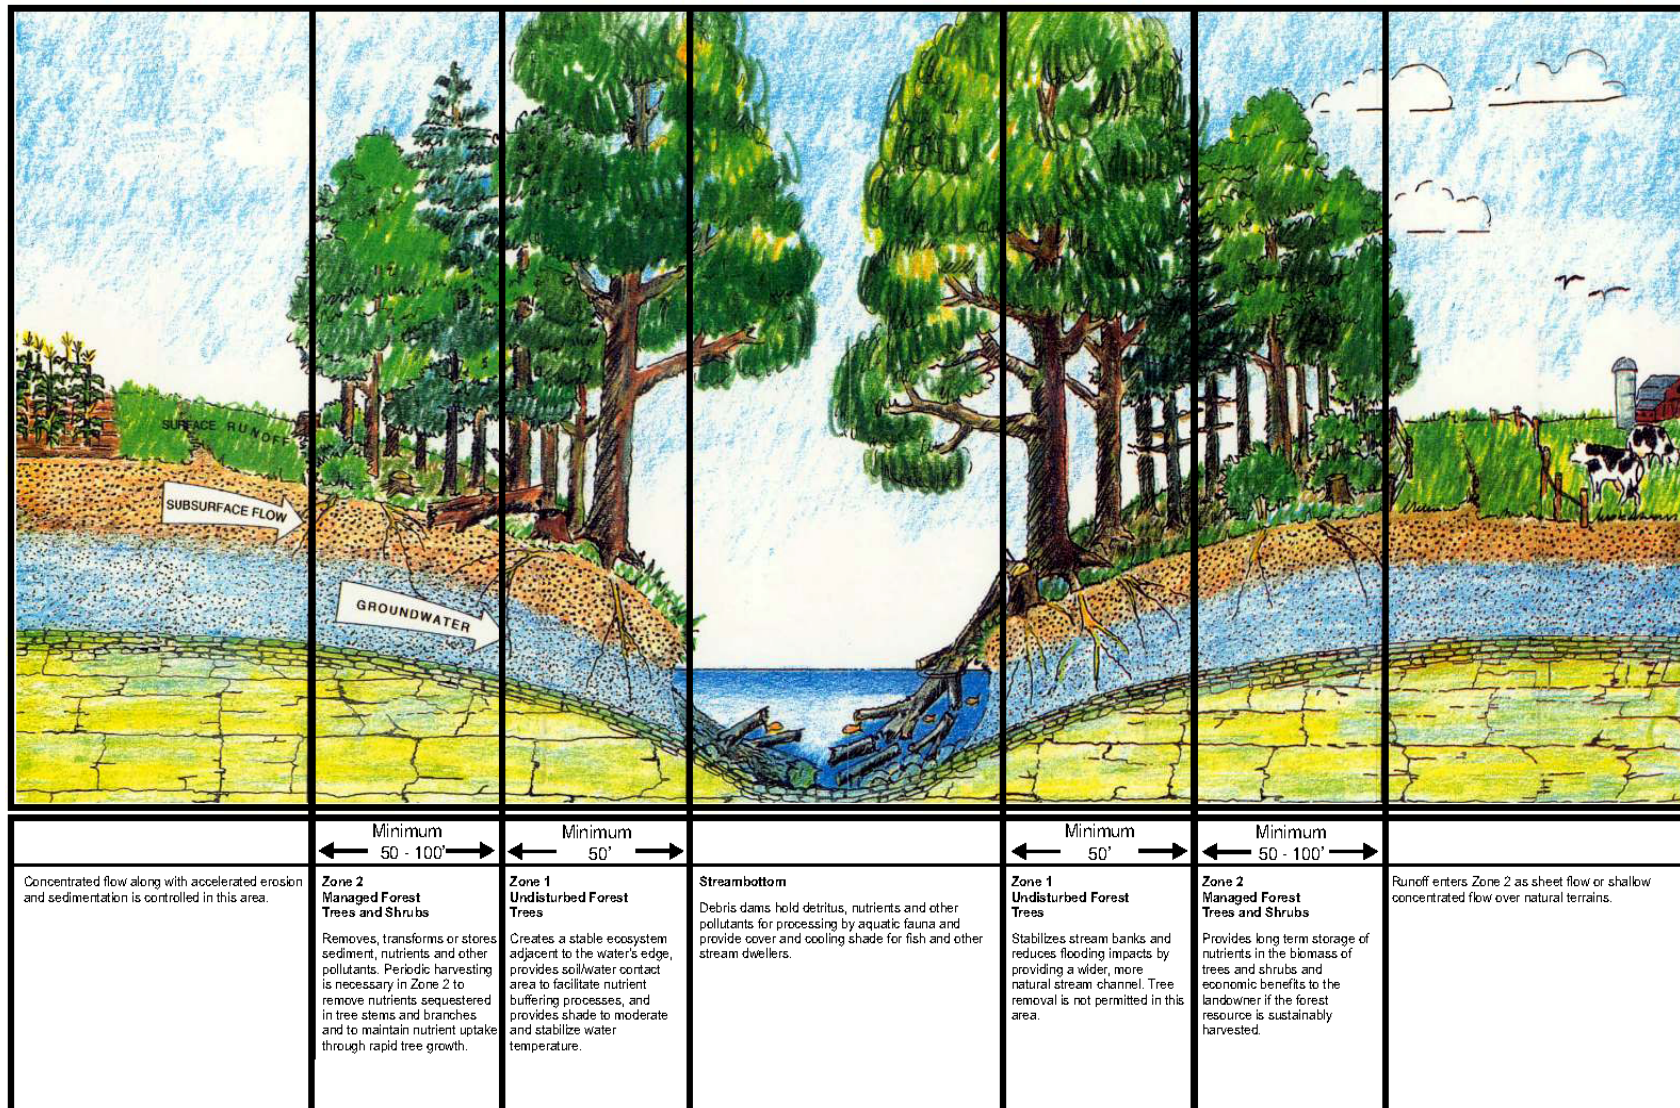 SURFACE RUNOFF
SUBSURFACE FLOW
GROUNDWATER
Minimum
50 - 100'
Minimum
50'
Minimum
50'
Minimum
50 - 100'
Concentrated flow along with accelerated erosion
and sedimentation is controlled in this area.
Zone 2
Managed Forest
Trees and Shrubs
Removes, transforms or stores
sediment, nutrients and other
pollutants. Periodic harvesting
is necessary in Zone 2 to
remove nutrients sequestered
in tree stems and branches
and to maintain nutrient uptake
through rapid tree growth.
Zone 1
Undisturbed Forest
Trees
Creates a stable ecosystem
adjacent to the water's edge,
provides soil/water contact
area to facilitate nutrient
buffering processes, and
provides shade to moderate
and stabilize water
temperature.
Streambottom
Debris dams hold detritus, nutrients and other
pollutants for processing by aquatic fauna and
provide cover and cooling shade for fish and other
stream dwellers.
Zone 1
Undisturbed Forest
Trees
Stabilizes stream banks and
reduces flooding impacts by
providing a wider, more
natural stream channel. Tree
removal is not permitted in this
area.
Zone 2
Managed Forest
Trees and Shrubs
Provides long term storage of
nutrients in the biomass of
trees and shrubs and
economic benefits to the
landowner if the forest
resource is sustainably
harvested.
Runoff enters Zone 2 as sheet flow or shallow
concentrated flow over natural terrains.